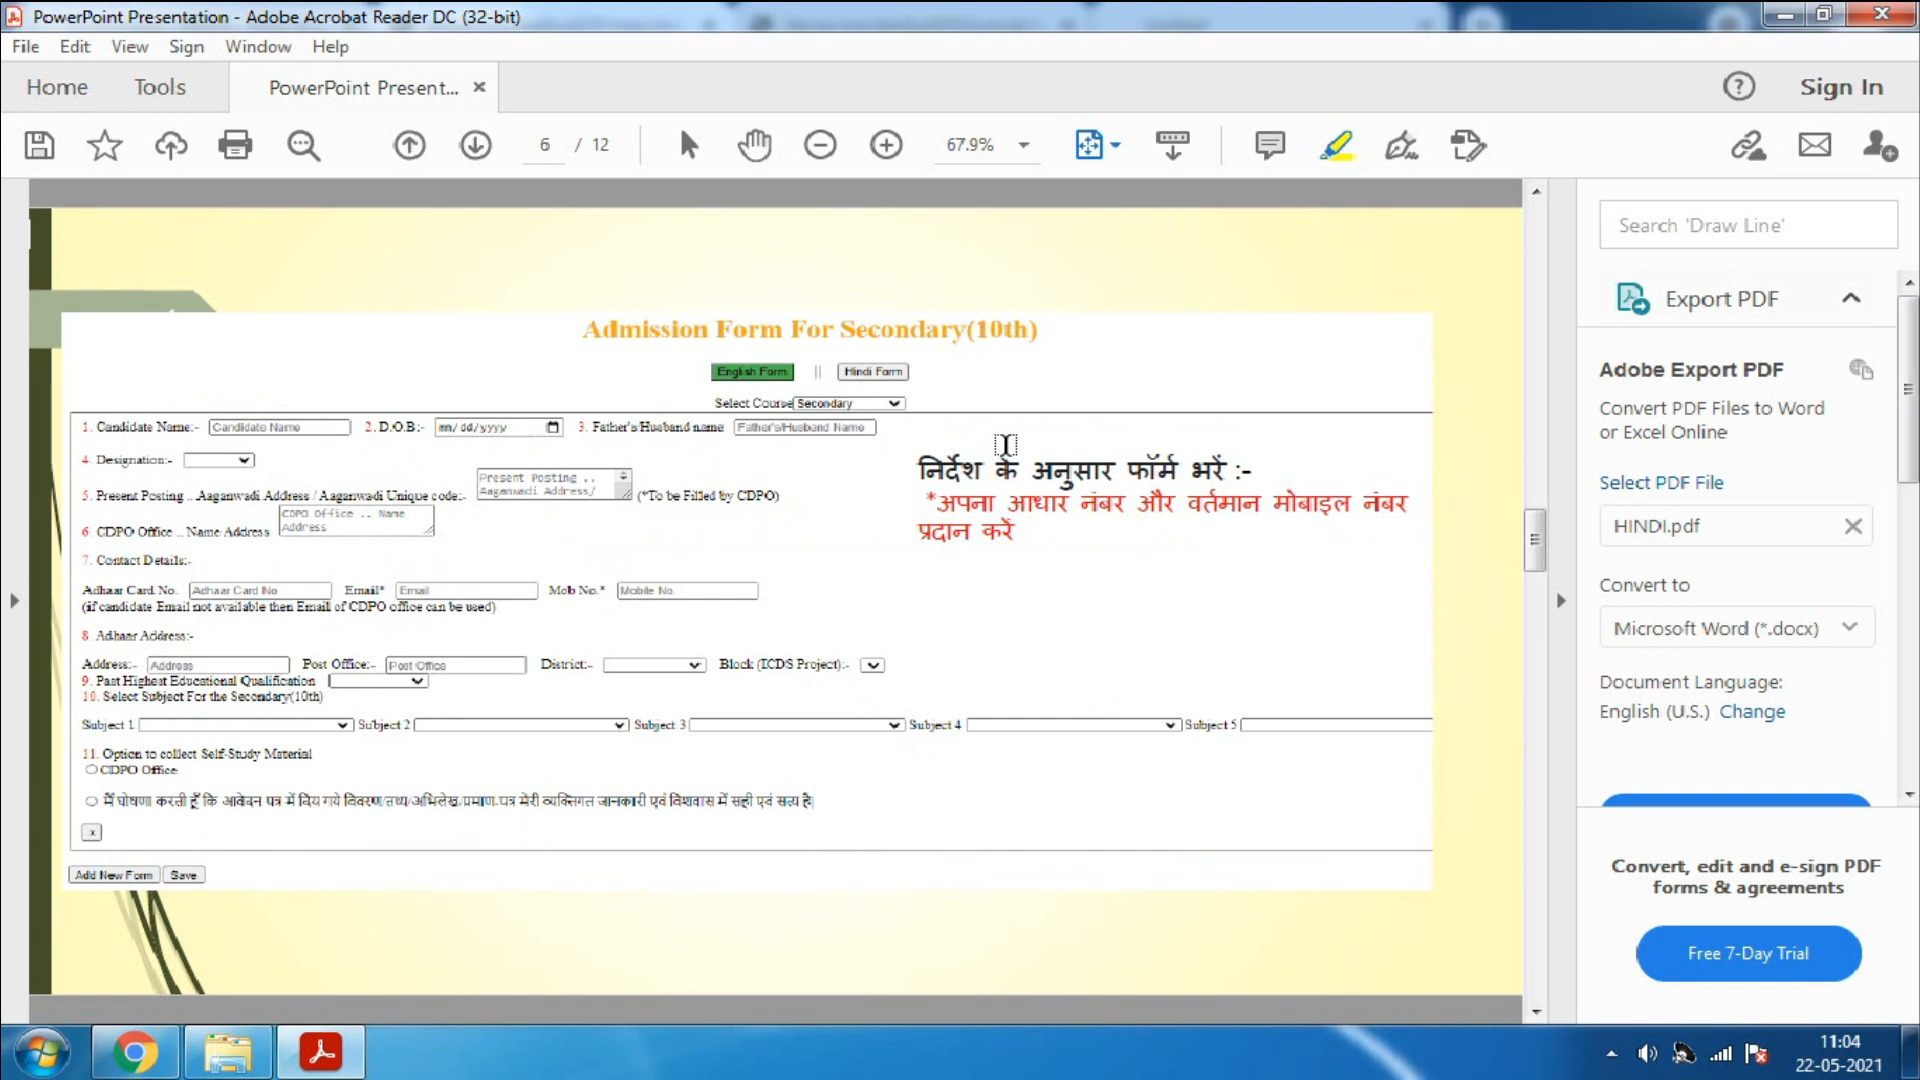 PowerPoint Presentation - Adobe Acrobat Reader DC (32-bit)
File Edit View Sign Window Help
Home Tools PowerPoint Present... × Sign In
6 / 12 67.9%
Admission Form For Secondary(10th)
English Form || Hindi Form
Select Course Secondary
1. Candidate Name:- Candidate Name 2. D.O.B:- mm/dd/yyyy 3. Father's/Husband name Father's/Husband Name
4. Designation:-
5. Present Posting .. Aaganwadi Address / Aaganwadi Unique code:- Present Posting .. Aaganwadi Address/ (*To be Filled by CDPO)
6. CDPO Office .. Name Address CDPO Office .. Name Address
7. Contact Details:-
Adhaar Card No. Adhaar Card No Email* Email Mob No.* Mobile No.
(if candidate Email not available then Email of CDPO office can be used)
8. Adhaar Address:-
Address:- Address Post Office:- Post Office District:- Block (ICDS Project):-
9. Past Highest Educational Qualification
10. Select Subject For the Secondary(10th)
Subject 1 Subject 2 Subject 3 Subject 4 Subject 5
11. Option to collect Self-Study Material
CDPO Office
मैं घोषणा करती हूँ कि आवेदन पत्र में दिय गये विवरण/तथ्य/अभिलेख/प्रमाण-पत्र मेरी व्यक्तिगत जानकारी एवं विशवास में सही एवं सत्य है|
x
Add New Form Save
निर्देश के अनुसार फॉर्म भरें :-
*अपना आधार नंबर और वर्तमान मोबाइल नंबर
प्रदान करें
Search 'Draw Line'
Export PDF
Adobe Export PDF
Convert PDF Files to Word
or Excel Online
Select PDF File
HINDI.pdf
Convert to
Microsoft Word (*.docx)
Document Language:
English (U.S.) Change
Convert, edit and e-sign PDF
forms & agreements
Free 7-Day Trial
11:04
22-05-2021